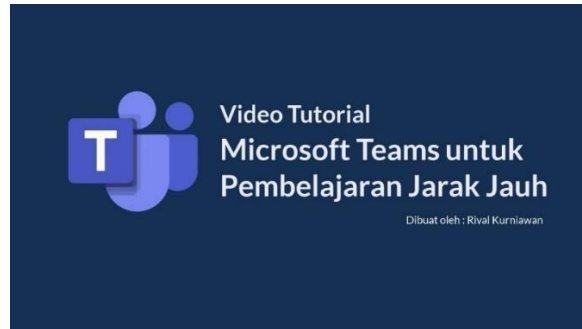 T
Video Tutorial
Microsoft Teams untuk
Pembelajaran Jarak Jauh
Dibuat oleh : Rival Kurniawan